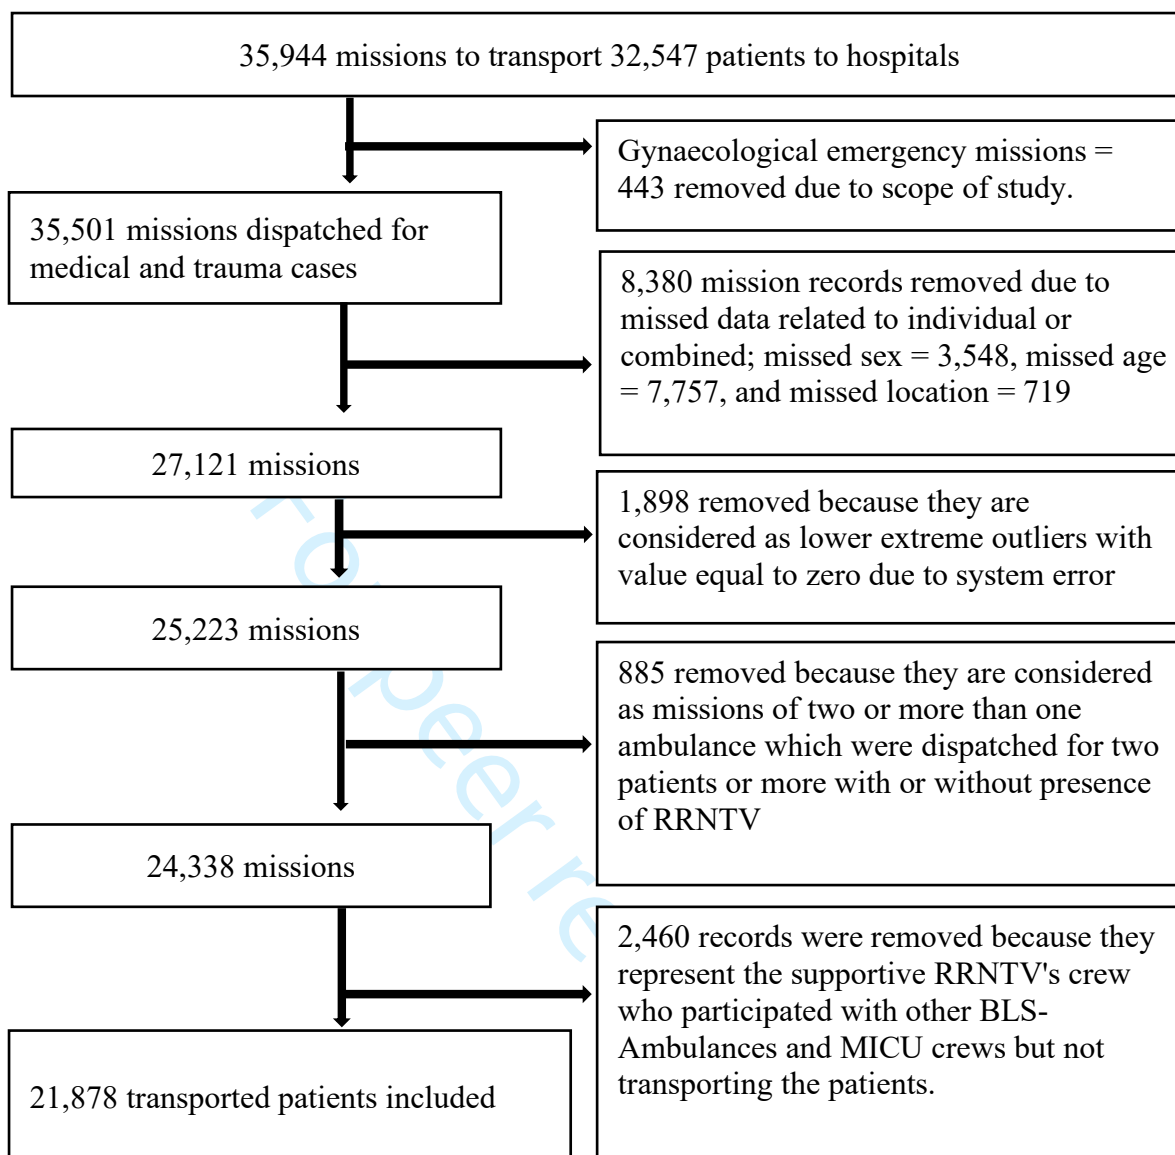 35,944 missions to transport 32,547 patients to hospitals
Gynaecological emergency missions =
443 removed due to scope of study.
35,501 missions dispatched for
medical and trauma cases
8,380 mission records removed due to
missed data related to individual or
combined; missed sex = 3,548, missed age
= 7,757, and missed location = 719
27,121 missions
1,898 removed because they are
considered as lower extreme outliers with
value equal to zero due to system error
25,223 missions
885 removed because they are considered
as missions of two or more than one
ambulance which were dispatched for two
patients or more with or without presence
of RRNTV
24,338 missions
2,460 records were removed because they
represent the supportive RRNTV's crew
who participated with other BLS-
Ambulances and MICU crews but not
transporting the patients.
21,878 transported patients included
peer re